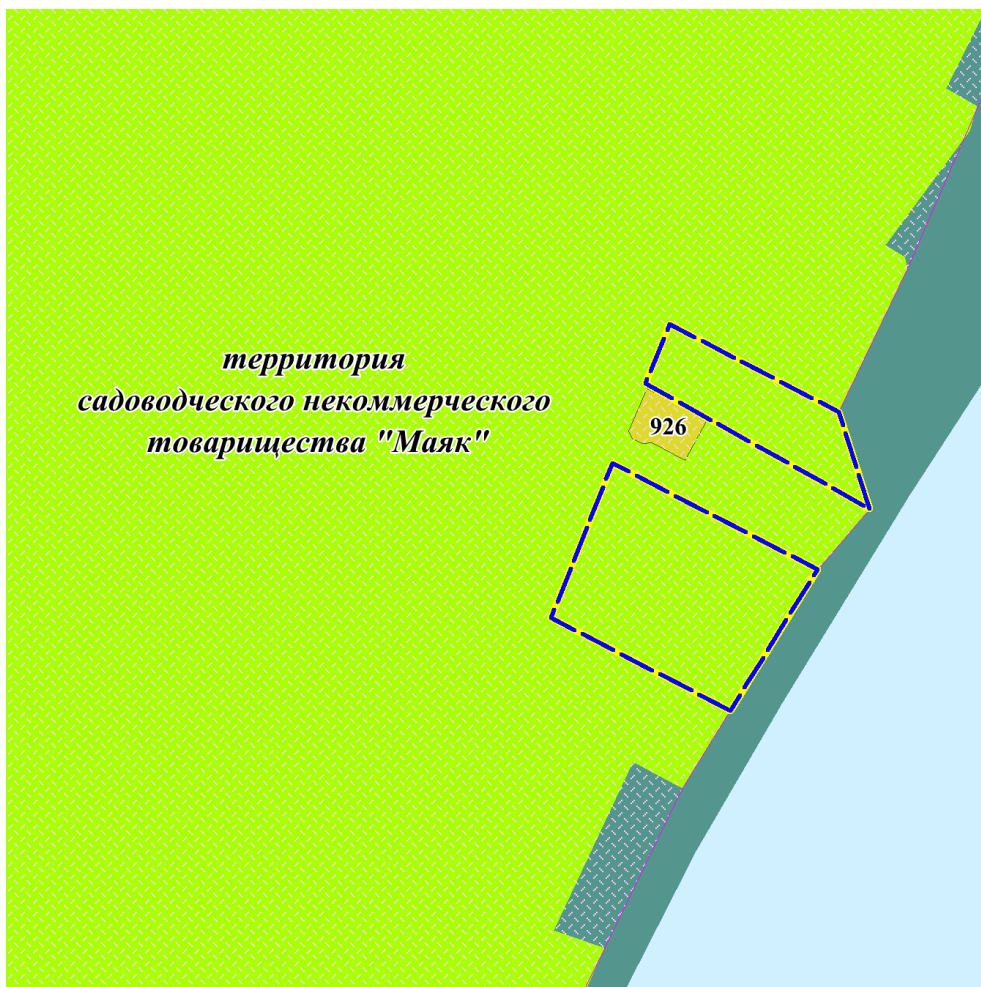 территория
садоводческого некоммерческого
товарищества "Маяк"
926